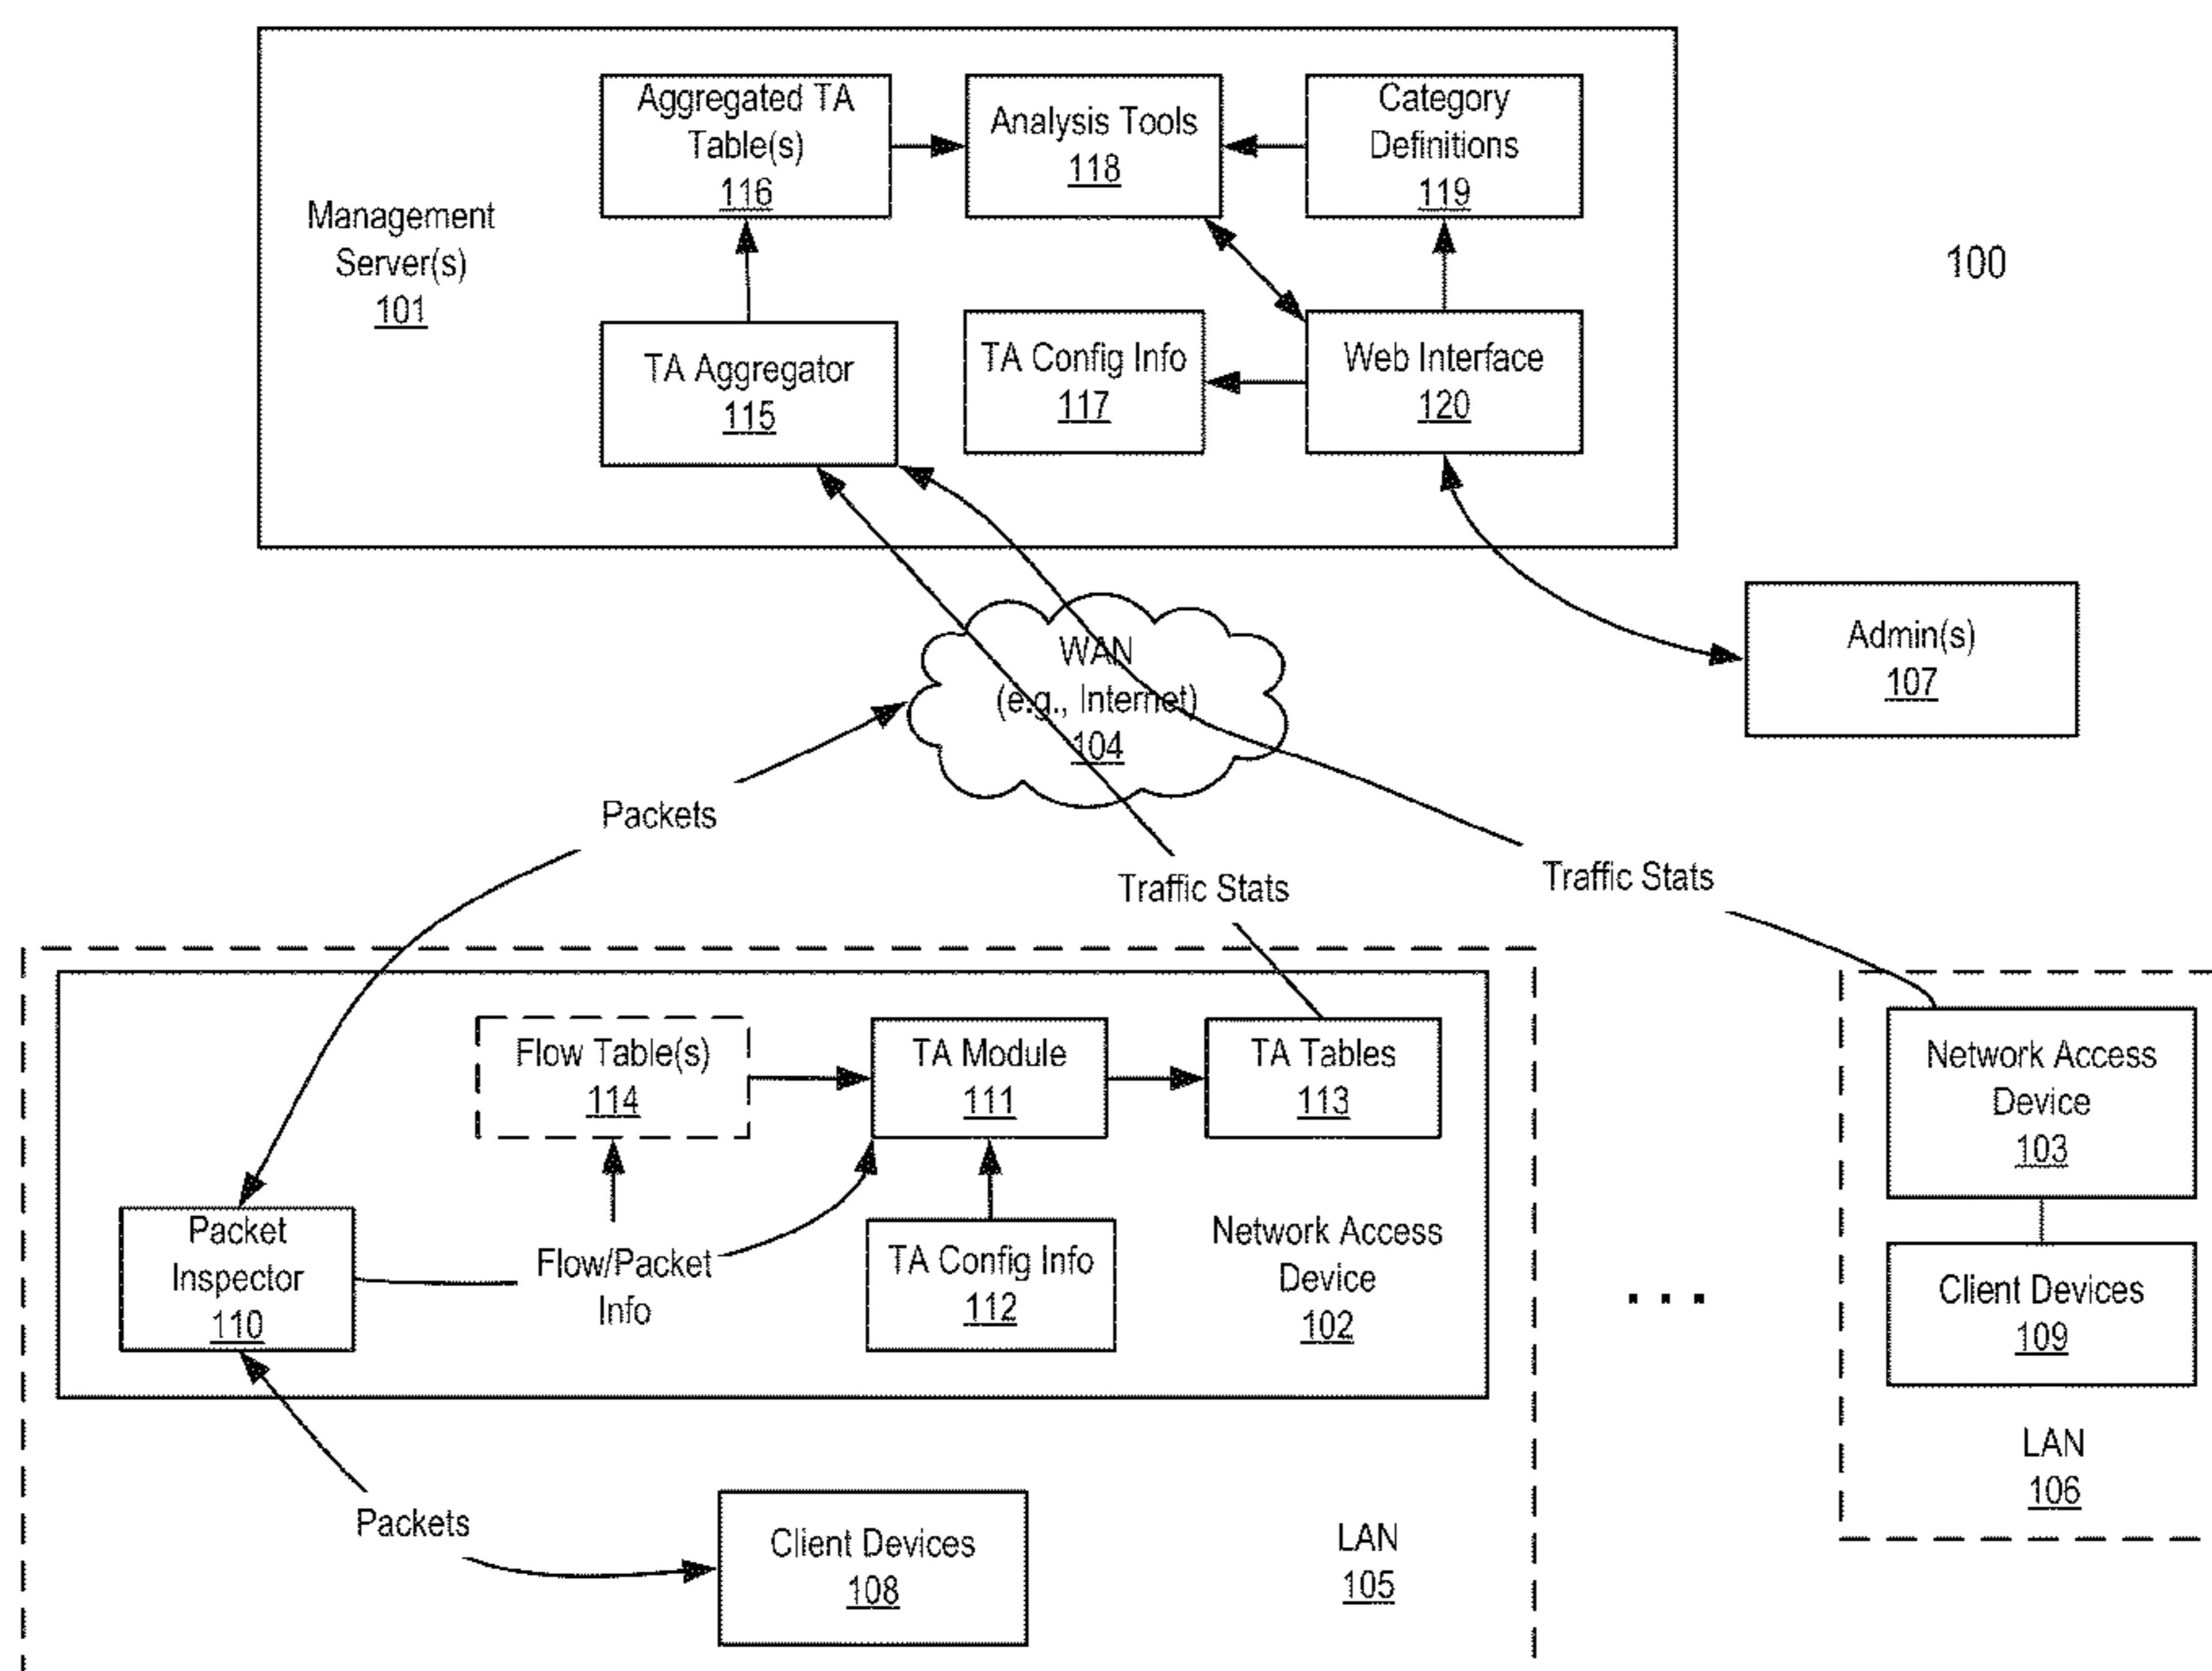 Aggregated TA
Table(s)
116
Analysis Tools
118
Category
Definitions
119
Management
Server(s)
101
100
TA Aggregator
115
TA Config Info
117
Web Interface
120
Admin(s)
107
WAN
(e.g., Internet)
104
Packets
Traffic Stats
Traffic Stats
Flow Table(s)
114
TA Module
111
TA Tables
113
Network Access
Device
103
Packet
Inspector
110
Flow/Packet
Info
TA Config Info
112
Network Access
Device
102
. . .
Client Devices
109
LAN
106
Packets
Client Devices
108
LAN
105